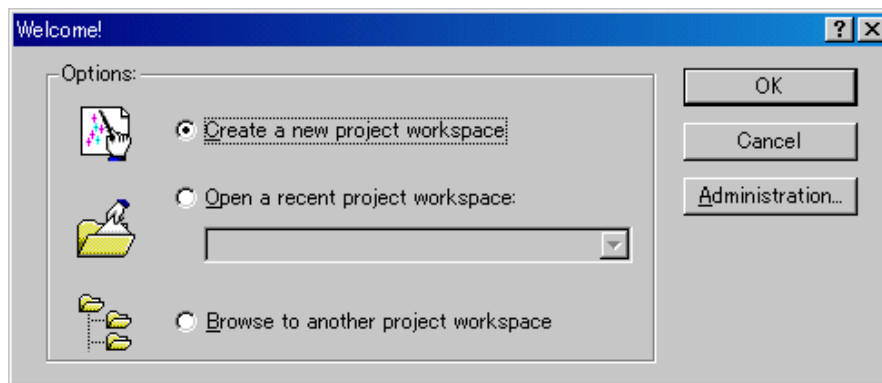 Welcome!
Options:
Create a new project workspace
Open a recent project workspace:
Browse to another project workspace
OK
Cancel
Administration...